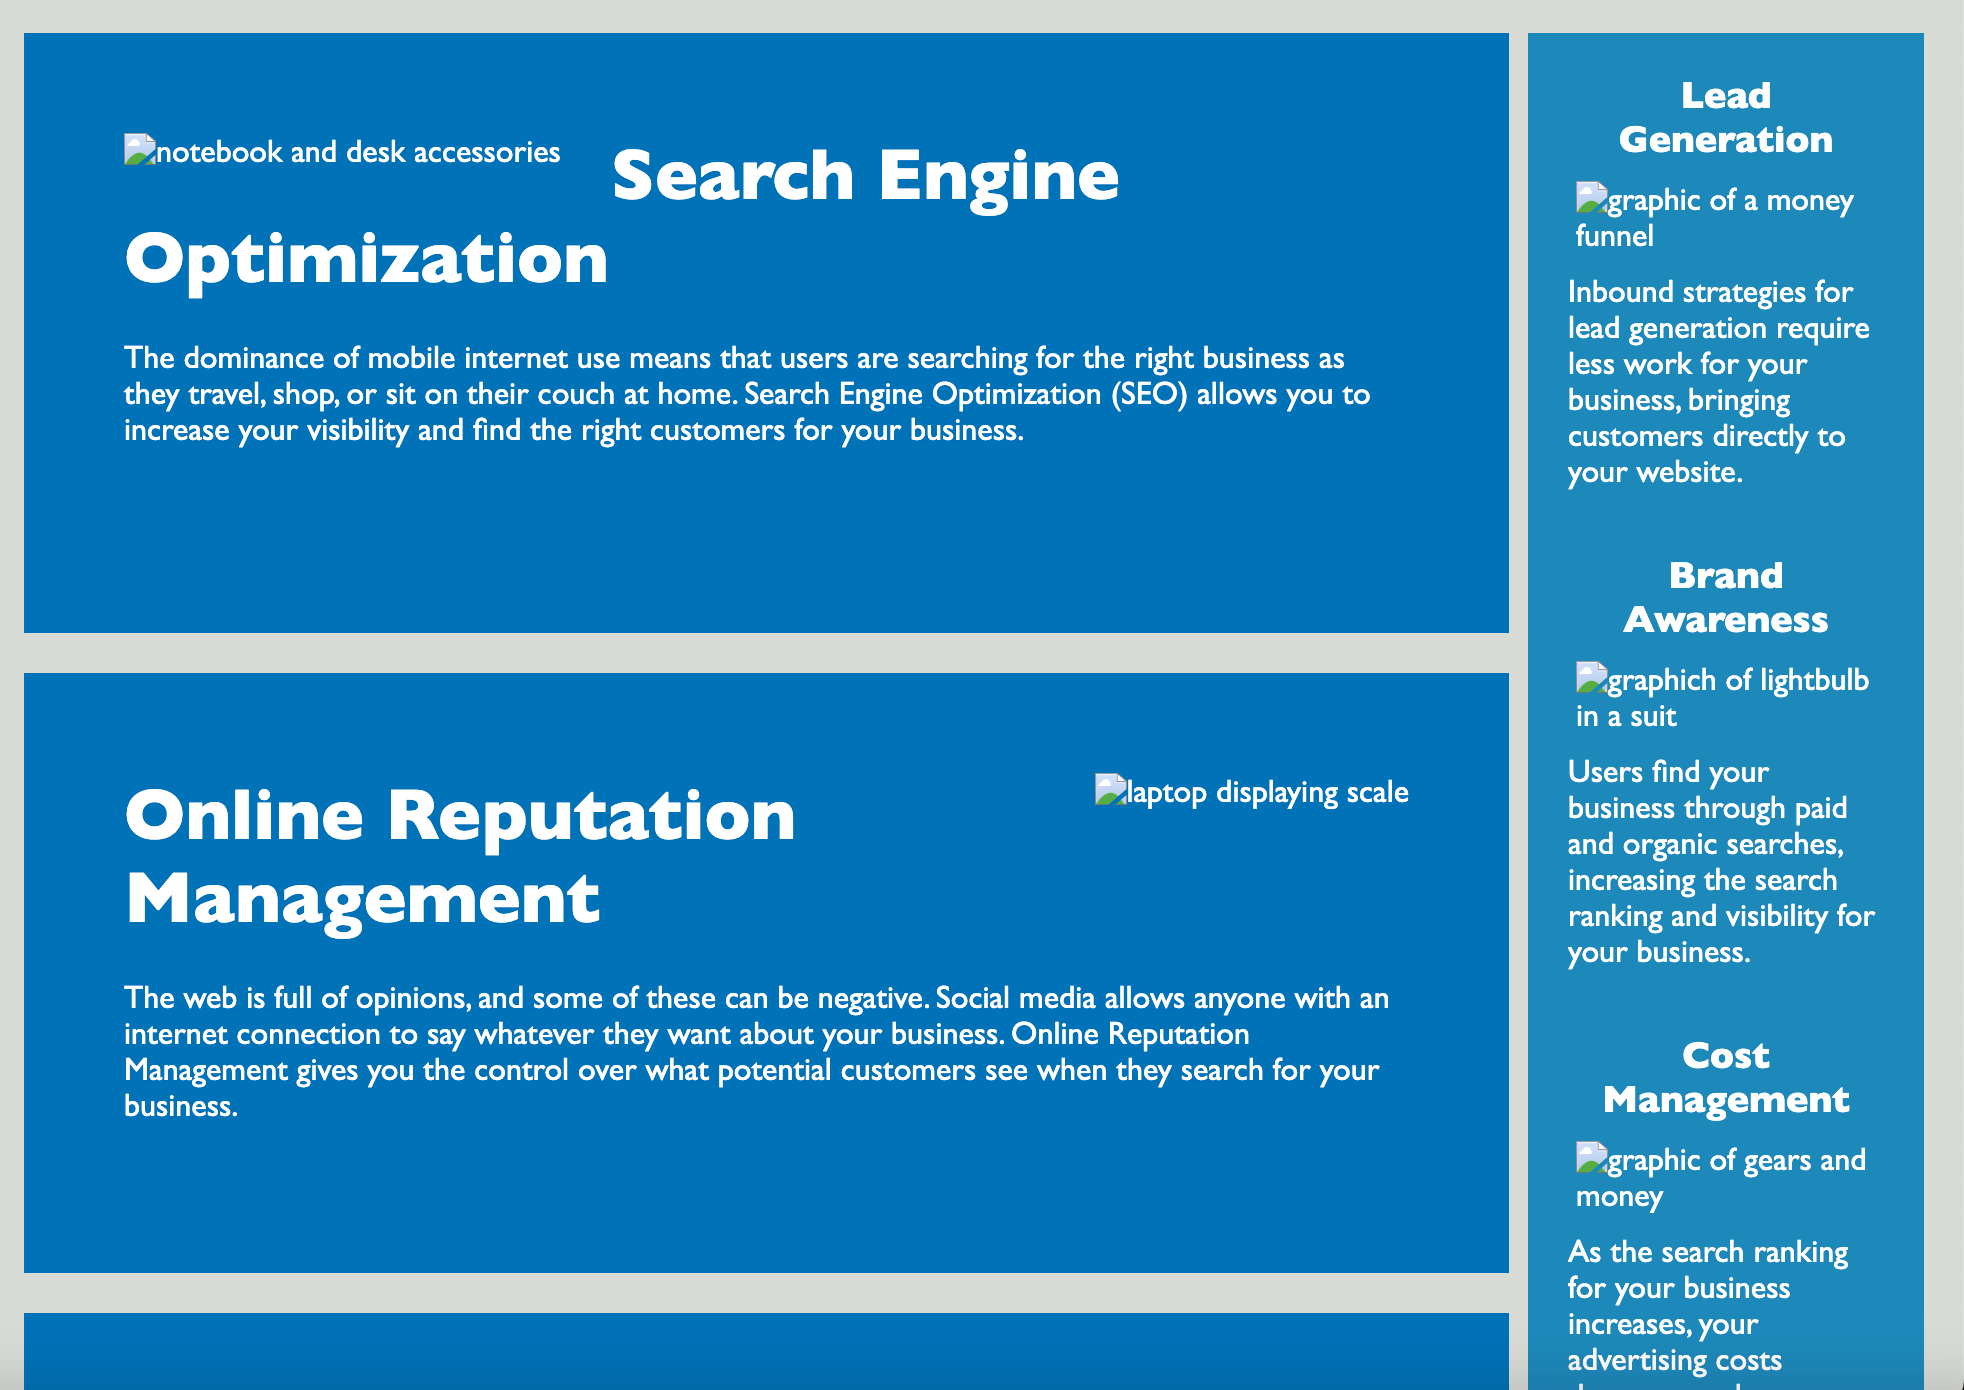 notebook and desk accessories
Search Engine
Optimization
The dominance of mobile internet use means that users are searching for the right business as
they travel, shop, or sit on their couch at home. Search Engine Optimization (SEO) allows you to
increase your visibility and find the right customers for your business.
Online Reputation
Management
laptop displaying scale
The web is full of opinions, and some of these can be negative. Social media allows anyone with an
internet connection to say whatever they want about your business. Online Reputation
Management gives you the control over what potential customers see when they search for your
business.
Lead
Generation
graphic of a money
funnel
Inbound strategies for
lead generation require
less work for your
business, bringing
customers directly to
your website.
Brand
Awareness
graphich of lightbulb
in a suit
Users find your
business through paid
and organic searches,
increasing the search
ranking and visibility for
your business.
Cost
Management
graphic of gears and
money
As the search ranking
for your business
increases, your
advertising costs